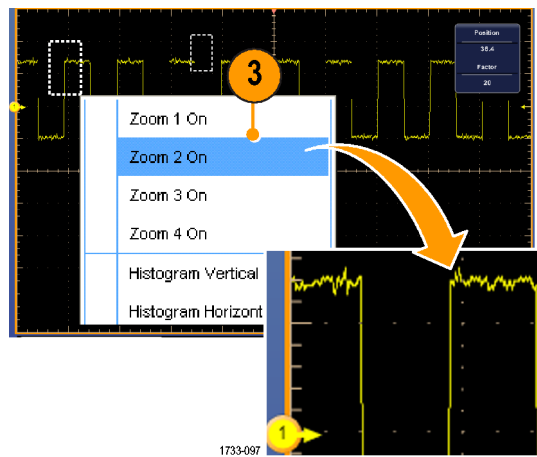 Position
38.4
Factor
20
3
Zoom 1 On
Zoom 2 On
Zoom 3 On
Zoom 4 On
Histogram Vertical
Histogram Horizont
1
1733-097